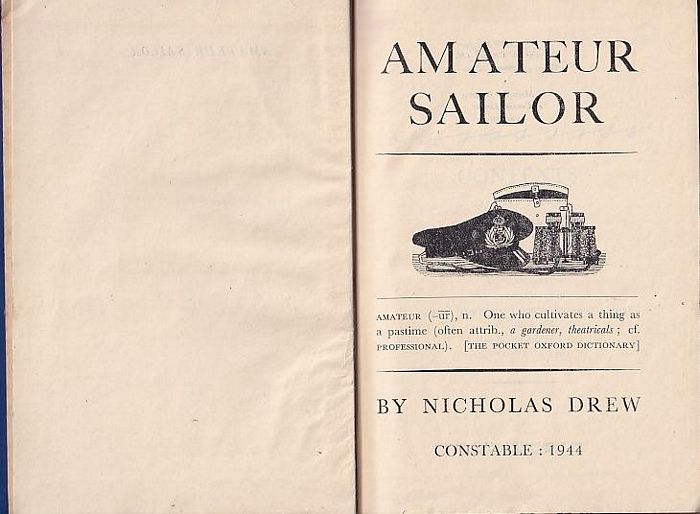 AMATEUR
SAILOR
AMATEUR (-ur), n. One who cultivates a thing as
a pastime (often attrib., a gardener, theatricals ; cf.
PROFESSIONAL). [THE POCKET OXFORD DICTIONARY]
BY NICHOLAS DREW
CONSTABLE : 1944